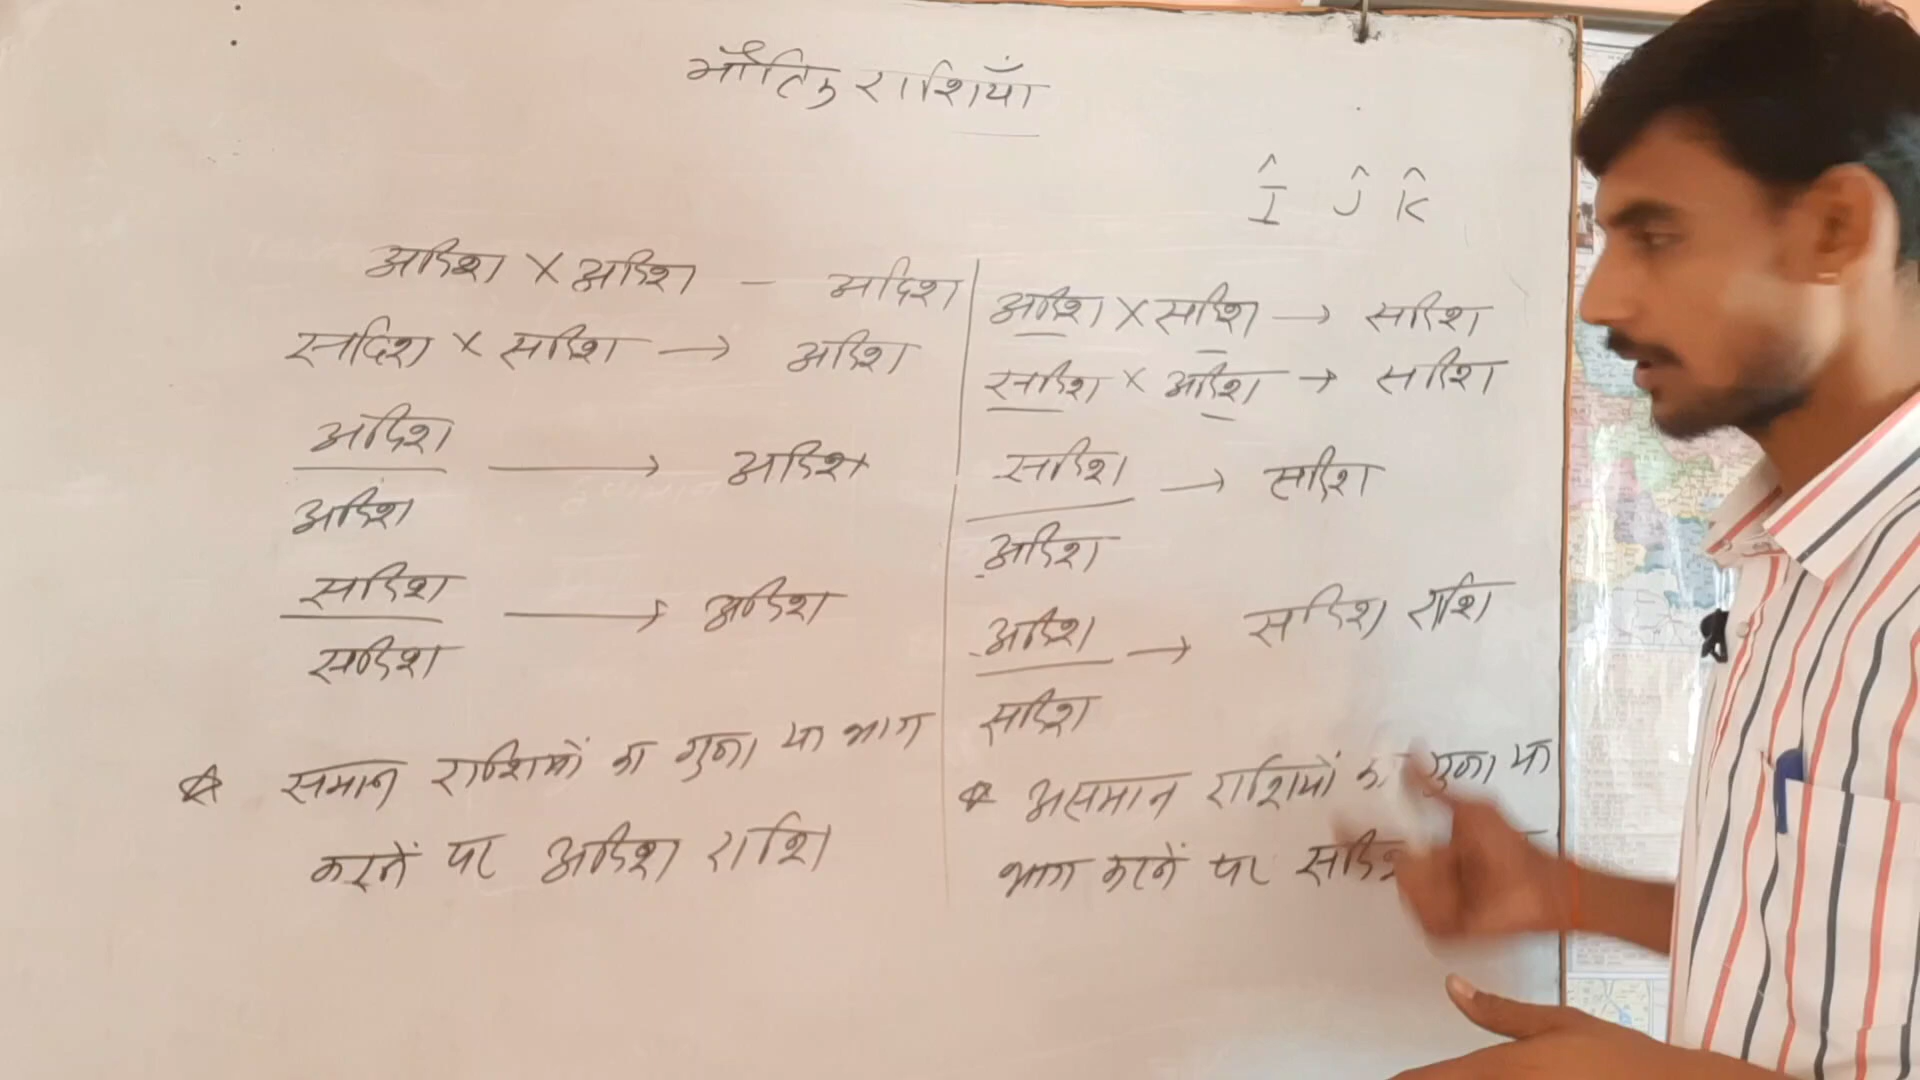 भौतिक राशियाँ
Î Ĵ K̂
अदिश X अदिश - अदिश
सदिश x सदिश → अदिश
अदिश
अदिश
→ अदिश
सदिश
सदिश
→ अदिश
* समान राशियों का गुणा या भाग
करनें पर अदिश राशि
अदिश X सदिश → सदिश
सदिश x अदिश → सदिश
सदिश
अदिश
→ सदिश
अदिश
सदिश
→ सदिश राशि
* असमान राशियों का गुणा या
भाग करनें पर